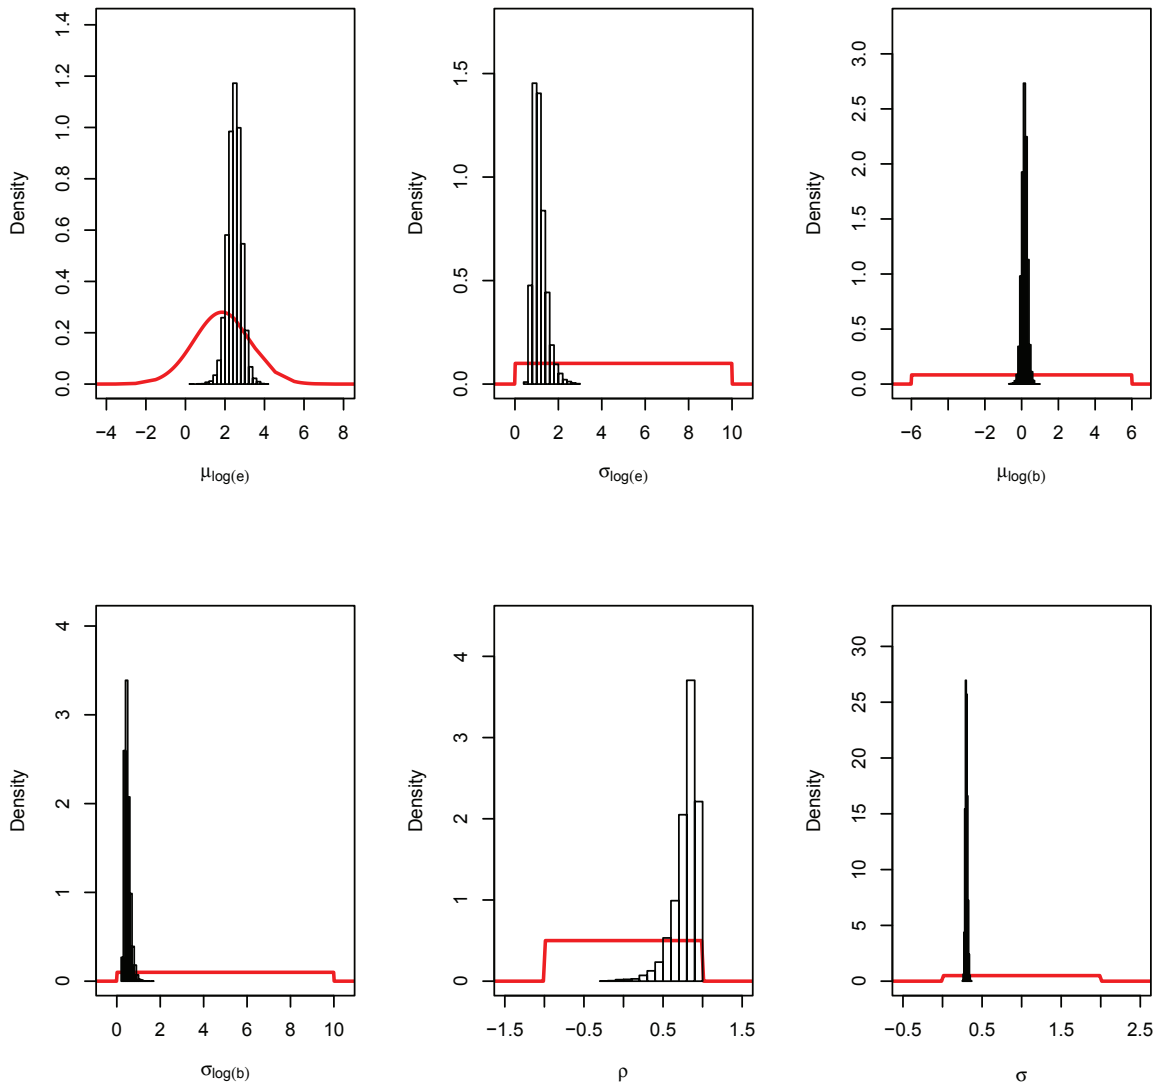 Density
1.4
1.2
1.0
0.8
0.6
0.4
0.2
0.0
−4 −2 0 2 4 6 8
μlog(e)
Density
1.5
1.0
0.5
0.0
0 2 4 6 8 10
σlog(e)
Density
3.0
2.5
2.0
1.5
1.0
0.5
0.0
−6 −2 0 2 4 6
μlog(b)
Density
4
3
2
1
0
0 2 4 6 8 10
σlog(b)
Density
4
3
2
1
0
−1.5 −0.5 0.5 1.5
ρ
Density
30
25
20
15
10
5
0
−0.5 0.5 1.5 2.5
σ